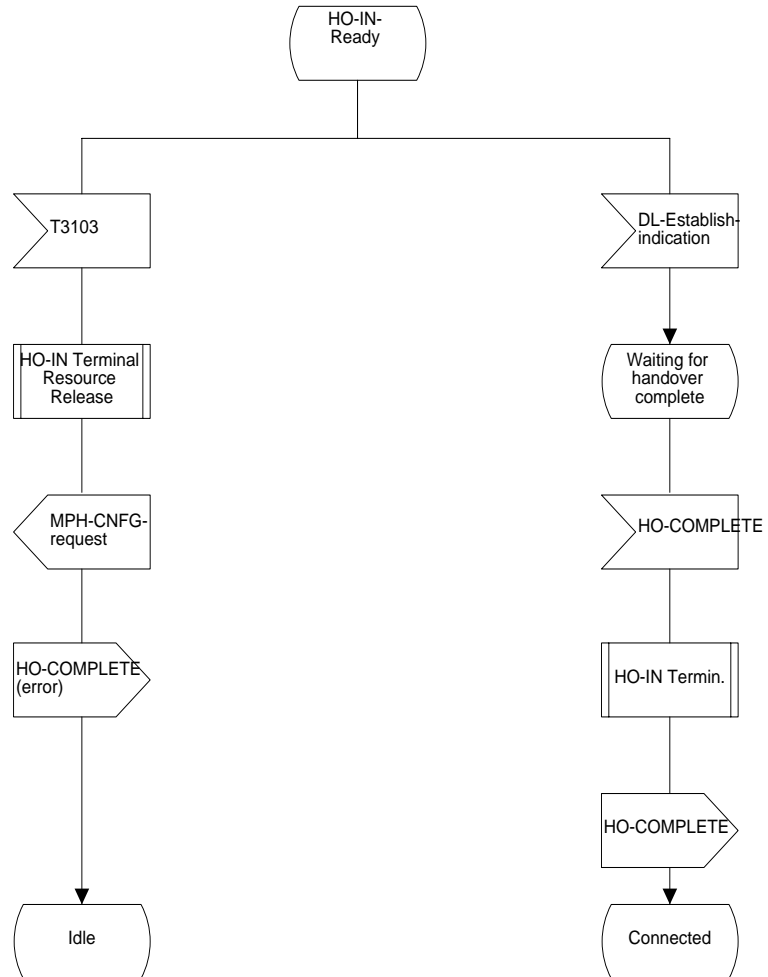 HO-IN-
Ready
T3103
DL-Establish-
indication
HO-IN Terminal
Resource
Release
Waiting for
handover
complete
MPH-CNFG-
request
HO-COMPLETE
HO-COMPLETE
(error)
HO-IN Termin.
HO-COMPLETE
Idle
Connected